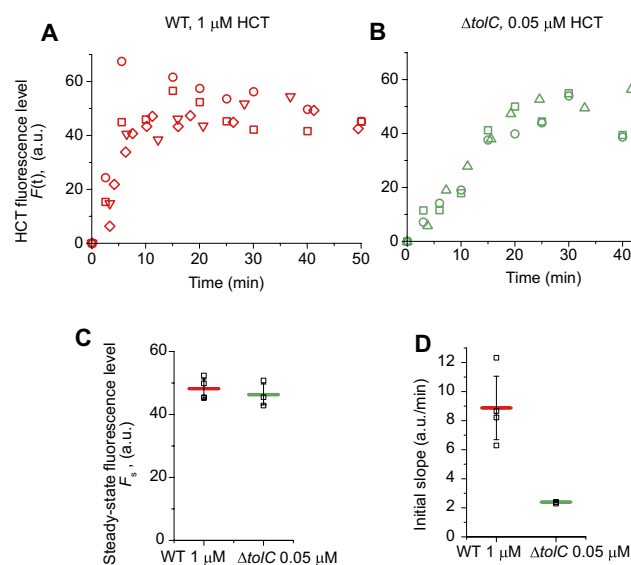 A
WT, 1 μM HCT
HCT fluorescence level
F(t), (a.u.)
60
40
20
0
0 10 20 30 40 50
Time (min)
B
ΔtolC, 0.05 μM HCT
60
40
20
0
0 10 20 30 40
Time (min)
C
Steady-state fluorescence level
Fs , (a.u.)
60
50
0
WT 1 μM ΔtolC 0.05 μM
D
Initial slope (a.u./min)
12
10
8
6
4
2
0
WT 1 μM ΔtolC 0.05 μM